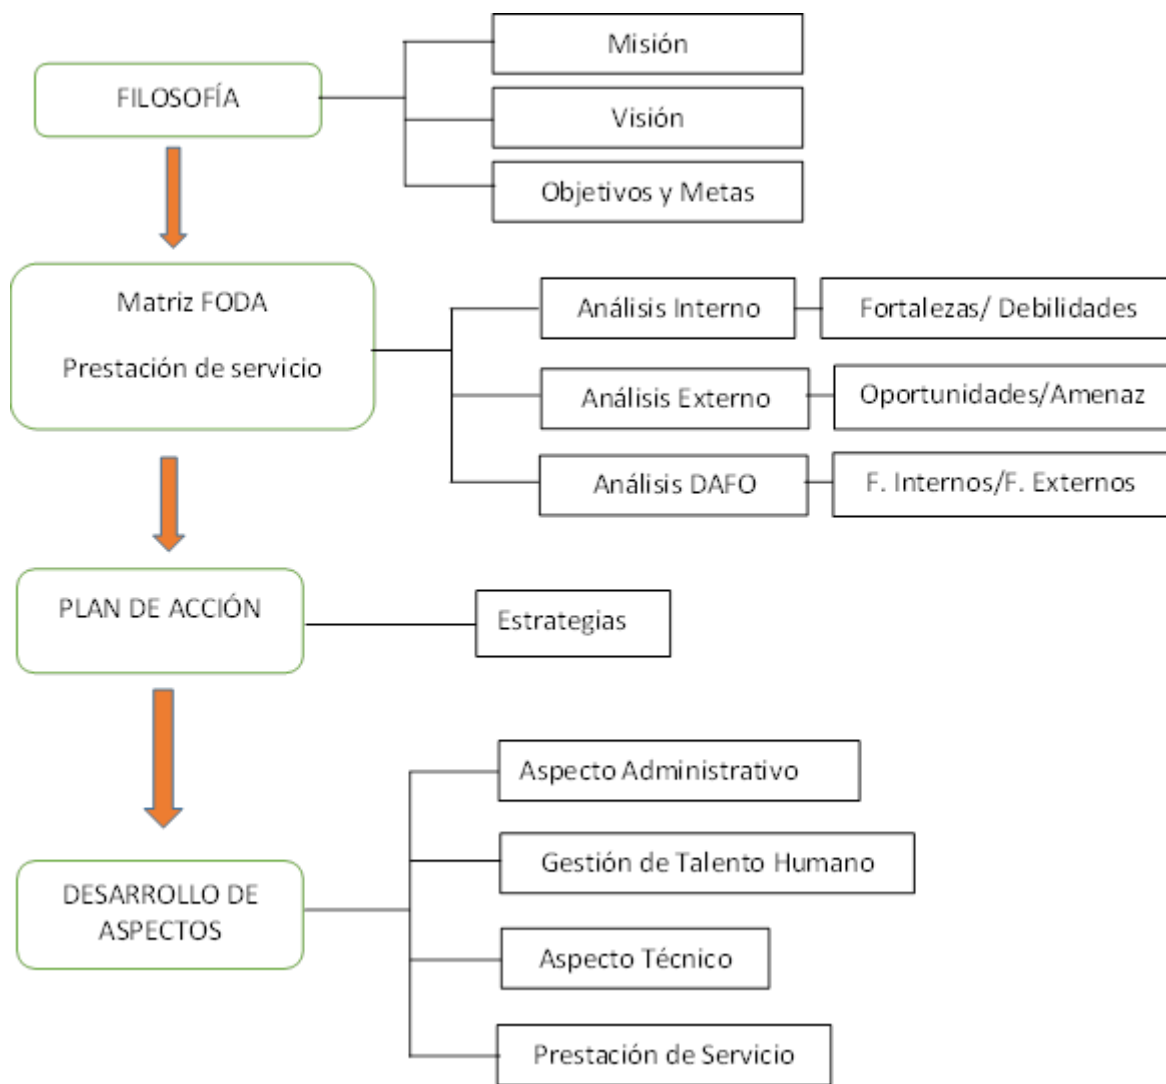 FILOSOFÍA
Misión
Visión
Objetivos y Metas
Matriz FODA
Prestación de servicio
Análisis Interno
Fortalezas/ Debilidades
Análisis Externo
Oportunidades/Amenaz
Análisis DAFO
F. Internos/F. Externos
PLAN DE ACCIÓN
Estrategias
DESARROLLO DE
ASPECTOS
Aspecto Administrativo
Gestión de Talento Humano
Aspecto Técnico
Prestación de Servicio